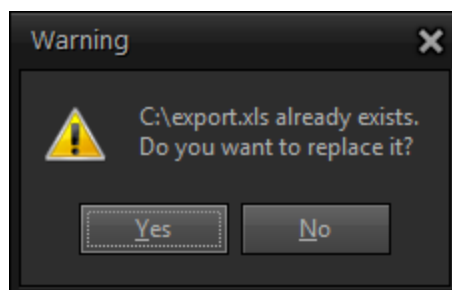 Warning
C:\export.xls already exists.
Do you want to replace it?
Yes
No